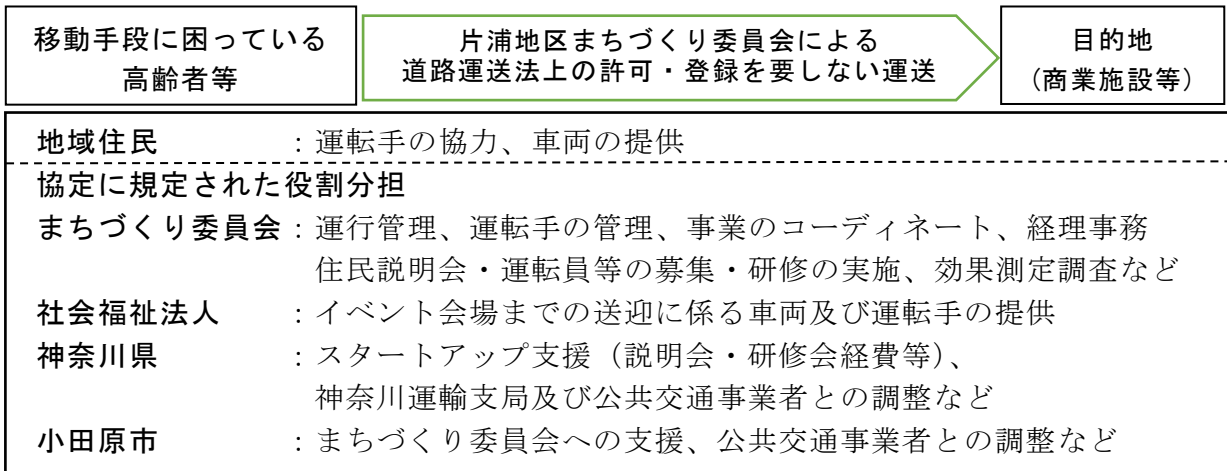 移動手段に困っている
高齢者等
片浦地区まちづくり委員会による
道路運送法上の許可・登録を要しない運送
目的地
(商業施設等)
地域住民 :運転手の協力、車両の提供
協定に規定された役割分担
まちづくり委員会:運行管理、運転手の管理、事業のコーディネート、経理事務
住民説明会・運転員等の募集・研修の実施、効果測定調査など
社会福祉法人 :イベント会場までの送迎に係る車両及び運転手の提供
神奈川県 :スタートアップ支援(説明会・研修会経費等)、
神奈川運輸支局及び公共交通事業者との調整など
小田原市 :まちづくり委員会への支援、公共交通事業者との調整など